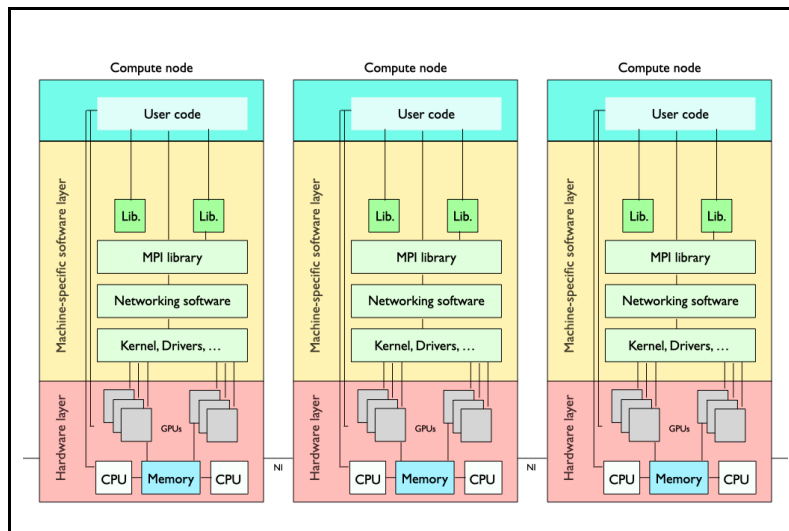 Compute node
User code
Machine-specific software layer
Lib.
Lib.
MPI library
Networking software
Kernel, Drivers, ...
Hardware layer
GPUs
CPU
Memory
CPU
NI
Compute node
User code
Machine-specific software layer
Lib.
Lib.
MPI library
Networking software
Kernel, Drivers, ...
Hardware layer
GPUs
CPU
Memory
CPU
NI
Compute node
User code
Machine-specific software layer
Lib.
Lib.
MPI library
Networking software
Kernel, Drivers, ...
Hardware layer
GPUs
CPU
Memory
CPU